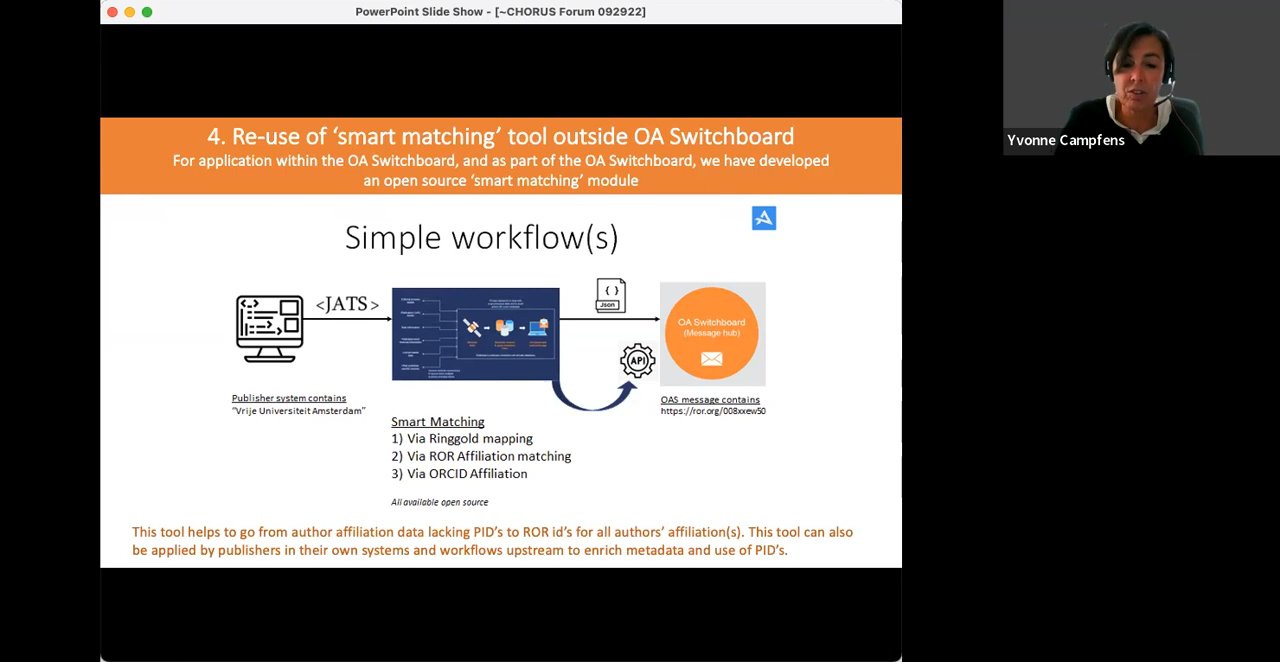 PowerPoint Slide Show - [~CHORUS Forum 092922]
Yvonne Campfens
4. Re-use of ‘smart matching’ tool outside OA Switchboard
For application within the OA Switchboard, and as part of the OA Switchboard, we have developed
an open source ‘smart matching’ module
Simple workflow(s)
<JATS>
{ }
Json
API
OA Switchboard
(Message hub)
Publisher system contains
“Vrije Universiteit Amsterdam”
OAS message contains
https://ror.org/008xxew50
Smart Matching
1) Via Ringgold mapping
2) Via ROR Affiliation matching
3) Via ORCID Affiliation
All available open source
This tool helps to go from author affiliation data lacking PID’s to ROR id’s for all authors’ affiliation(s). This tool can also
be applied by publishers in their own systems and workflows upstream to enrich metadata and use of PID’s.